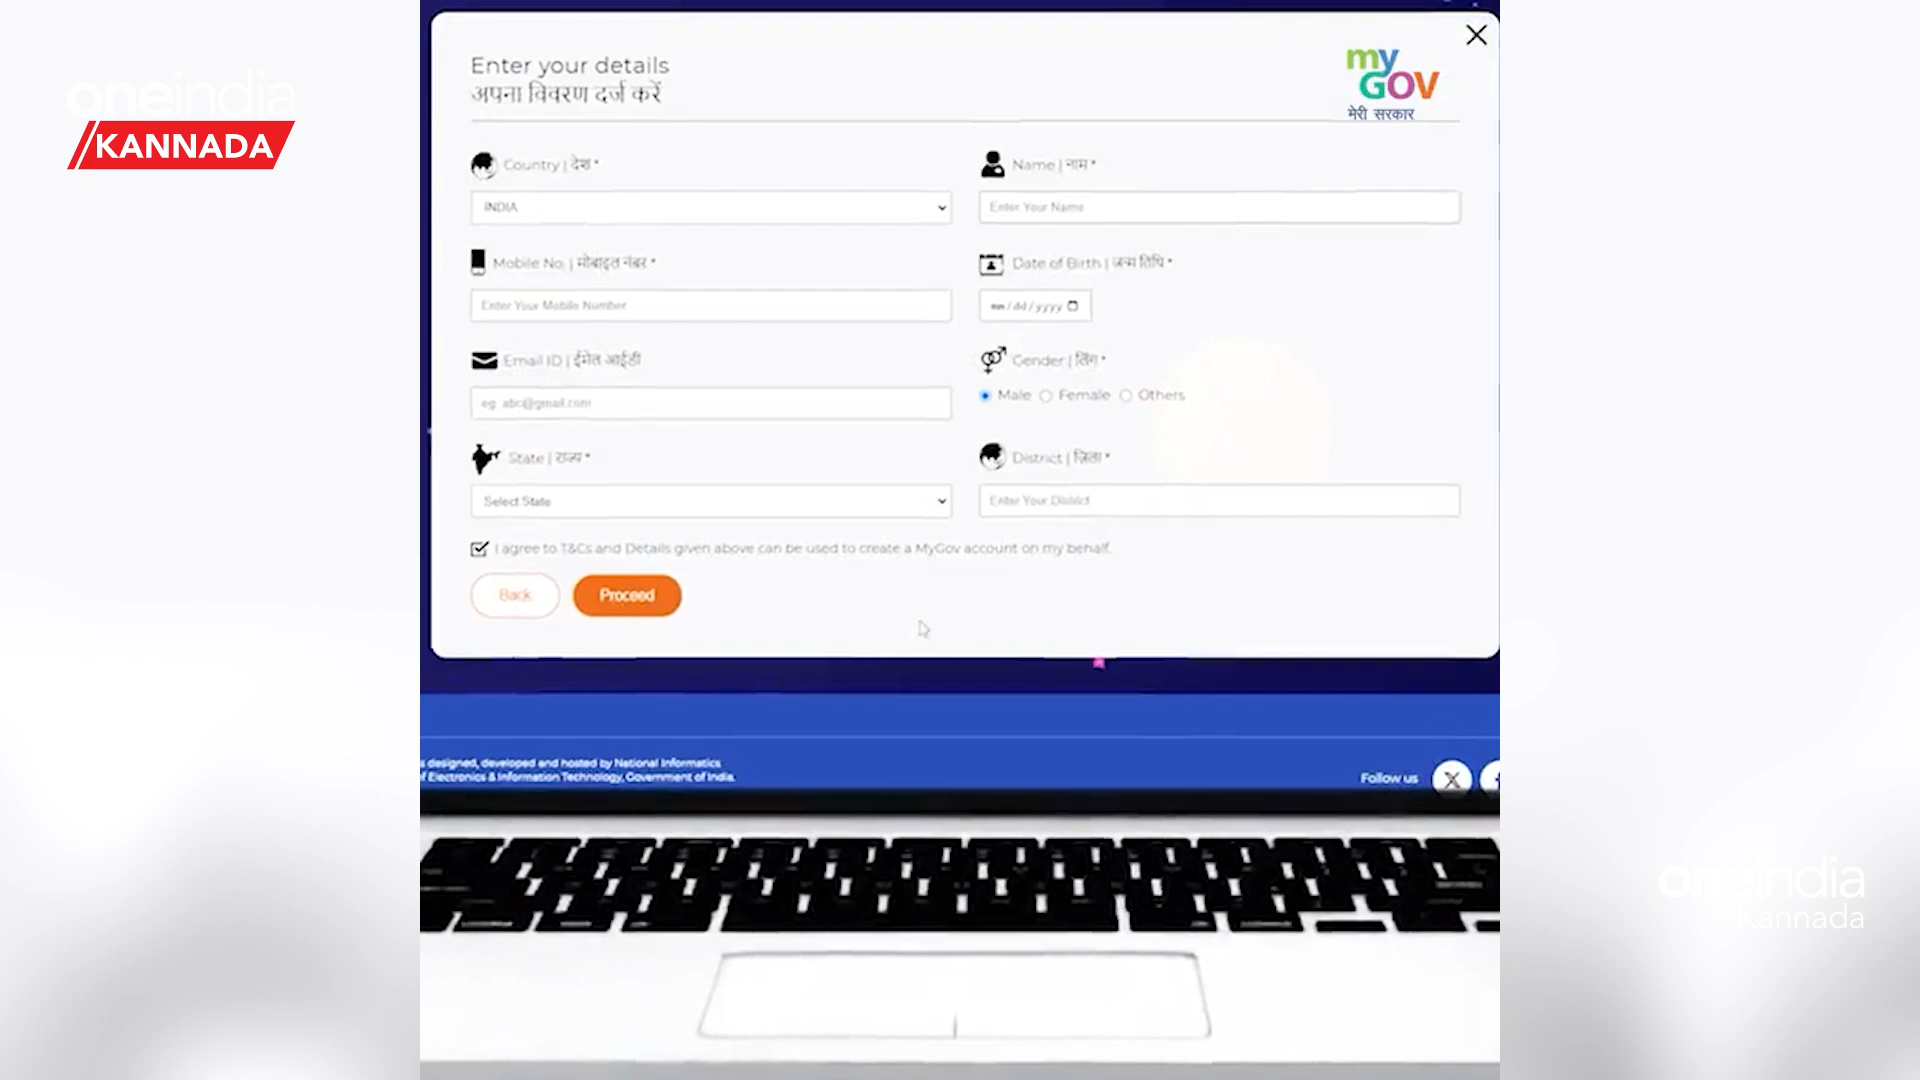 oneindia
KANNADA
Enter your details
अपना विवरण दर्ज करें
my
GOV
मेरी सरकार
Country | देश *
Name | नाम *
INDIA
Enter Your Name
Mobile No. | मोबाइल नंबर *
Date of Birth | जन्म तिथि *
Enter Your Mobile Number
mm/dd/yyyy
Email ID | ईमेल आईडी
Gender | लिंग *
eg. abc@gmail.com
Male Female Others
State | राज्य *
District | ज़िला *
Select State
Enter Your District
I agree to T&Cs and Details given above can be used to create a MyGov account on my behalf.
Back
Proceed
s designed, developed and hosted by National Informatics
f Electronics & Information Technology, Government of India.
Follow us
X
oneindia
Kannada